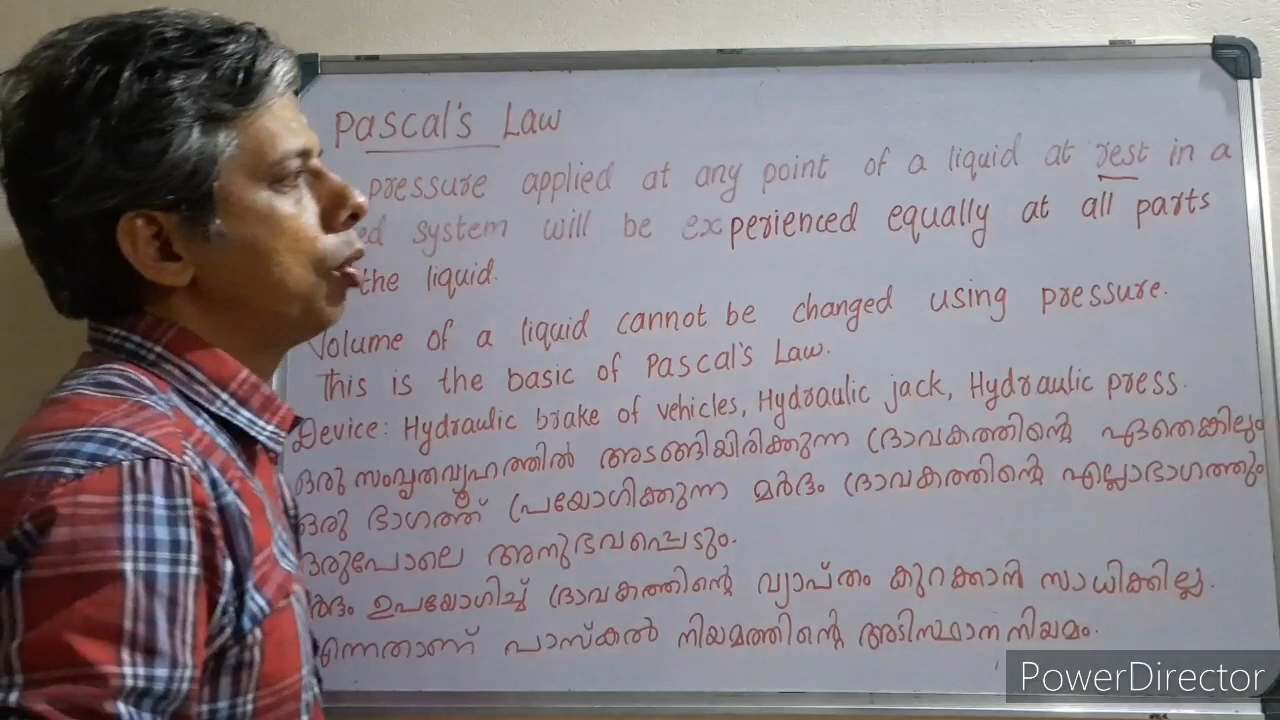 Pascal's Law
pressure applied at any point of a liquid at rest in a
system will be experienced equally at all parts
the liquid.
Volume of a liquid cannot be changed using pressure.
This is the basic of Pascal's Law.
Device: Hydraulic brake of vehicles, Hydraulic jack, Hydraulic press.
ഒരു സംവൃതവ്യൂഹത്തിൽ അടങ്ങിയിരിക്കുന്ന ദ്രാവകത്തിന്റെ ഏതെങ്കിലും
ഒരു ഭാഗത്ത് പ്രയോഗിക്കുന്ന മർദം ദ്രാവകത്തിന്റെ എല്ലാഭാഗത്തും
ഒരുപോലെ അനുഭവപ്പെടും.
ഉപയോഗിച്ച് ദ്രാവകത്തിന്റെ വ്യാപ്തം കുറക്കാൻ സാധിക്കില്ല.
എന്നതാണ് പാസ്കൽ നിയമത്തിന്റെ അടിസ്ഥാന നിയമം.
PowerDirector